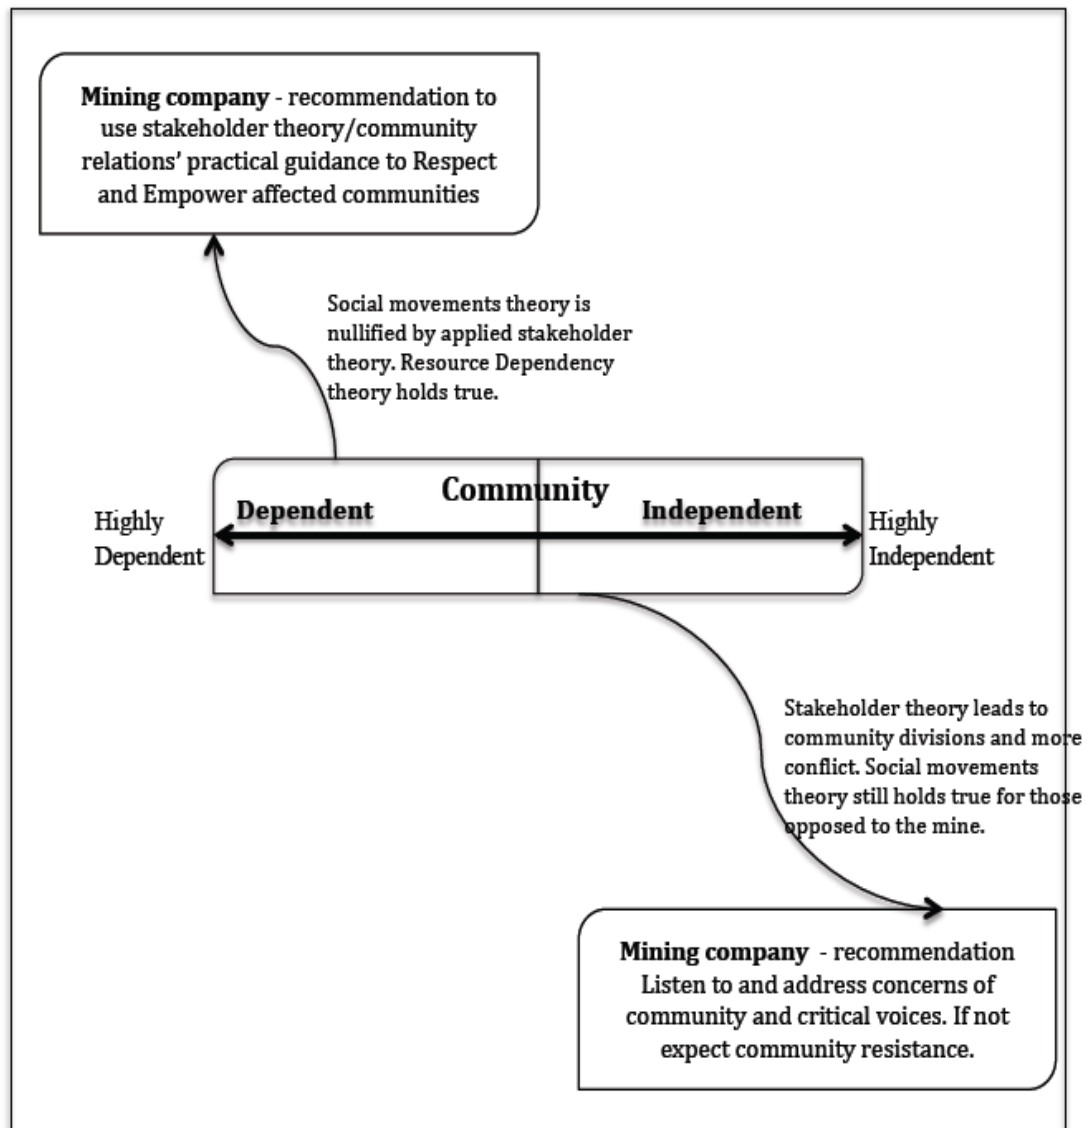 Mining company - recommendation to
use stakeholder theory/community
relations’ practical guidance to Respect
and Empower affected communities
Social movements theory is
nullified by applied stakeholder
theory. Resource Dependency
theory holds true.
Community
Dependent
Independent
Highly
Dependent
Highly
Independent
Stakeholder theory leads to
community divisions and more
conflict. Social movements
theory still holds true for those
opposed to the mine.
Mining company - recommendation
Listen to and address concerns of
community and critical voices. If not
expect community resistance.